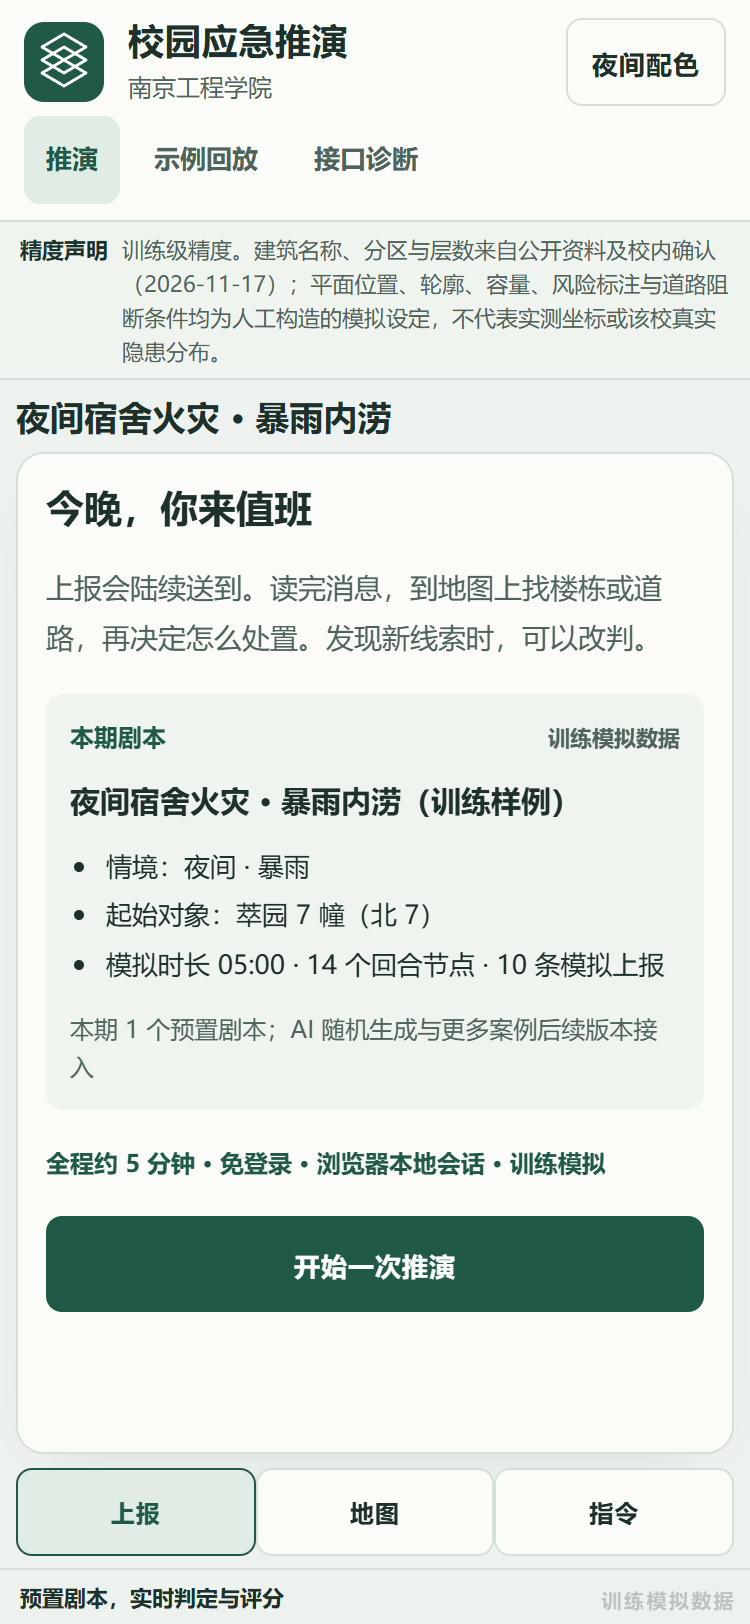 校园应急推演
南京工程学院
夜间配色
推演
示例回放
接口诊断
精度声明
训练级精度。建筑名称、分区与层数来自公开资料及校内确认
（2026-11-17）；平面位置、轮廓、容量、风险标注与道路阻
断条件均为人工构造的模拟设定，不代表实测坐标或该校真实
隐患分布。
夜间宿舍火灾 • 暴雨内涝
今晚，你来值班
上报会陆续送到。读完消息，到地图上找楼栋或道
路，再决定怎么处置。发现新线索时，可以改判。
本期剧本
训练模拟数据
夜间宿舍火灾 • 暴雨内涝（训练样例）
• 情境：夜间 · 暴雨
• 起始对象：萃园 7 幢（北 7）
• 模拟时长 05:00 · 14 个回合节点 · 10 条模拟上报
本期 1 个预置剧本；AI 随机生成与更多案例后续版本接
入
全程约 5 分钟 • 免登录 • 浏览器本地会话 • 训练模拟
开始一次推演
上报
地图
指令
预置剧本，实时判定与评分
训练模拟数据